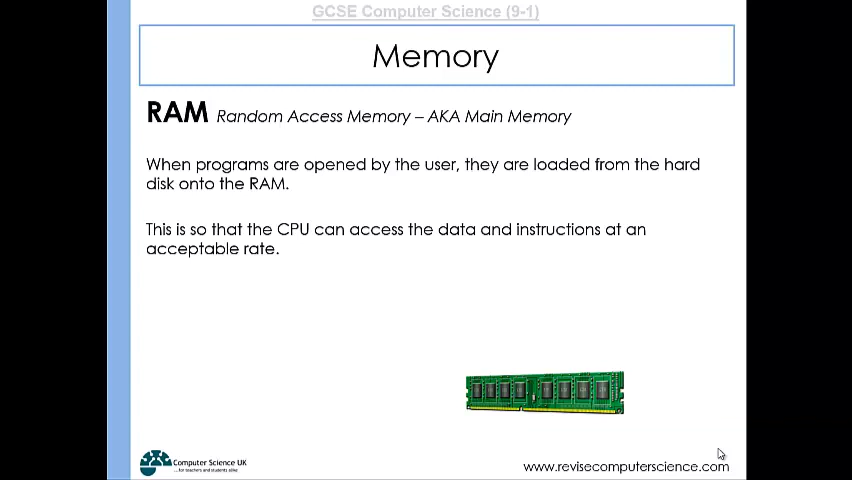 GCSE Computer Science (9-1)
Memory
RAM Random Access Memory – AKA Main Memory
When programs are opened by the user, they are loaded from the hard
disk onto the RAM.
This is so that the CPU can access the data and instructions at an
acceptable rate.
Computer Science UK
...for teachers and students alike
www.revisecomputerscience.com